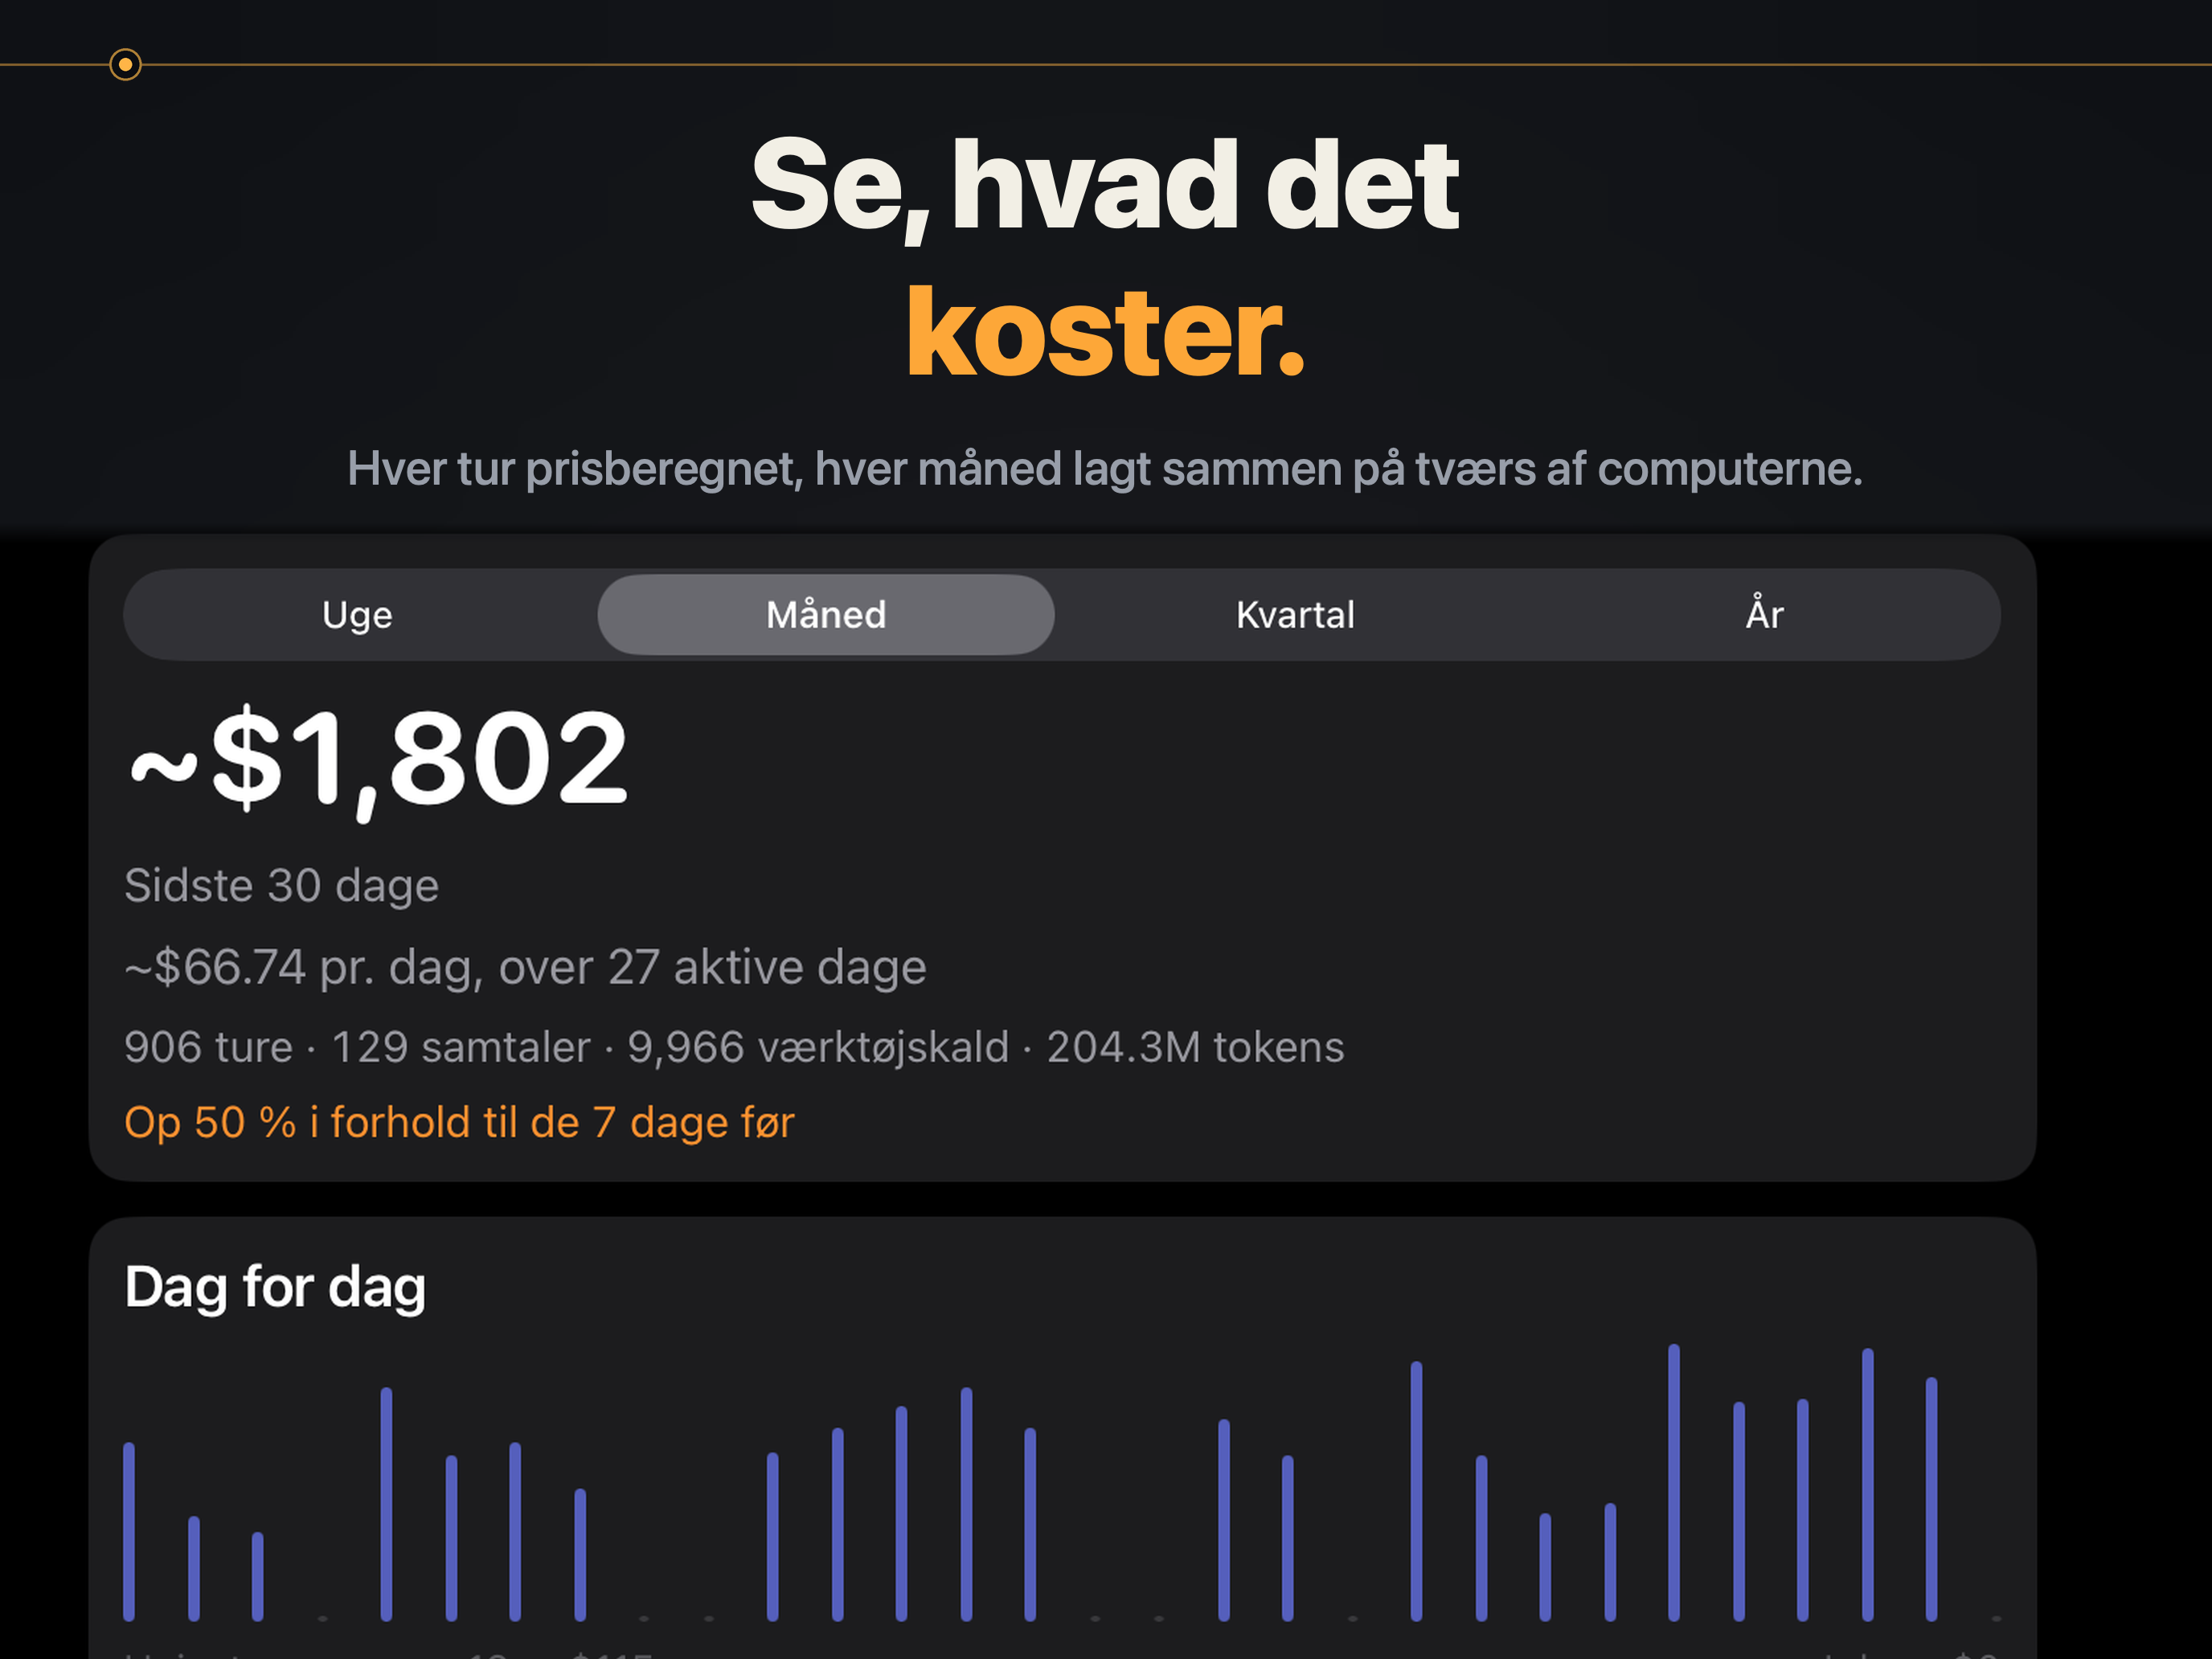 Se, hvad det
koster.
Hver tur prisberegnet, hver måned lagt sammen på tværs af computerne.
Uge Måned Kvartal År
~$1,802
Sidste 30 dage
~$66.74 pr. dag, over 27 aktive dage
906 ture · 129 samtaler · 9,966 værktøjskald · 204.3M tokens
Op 50 % i forhold til de 7 dage før
Dag for dag